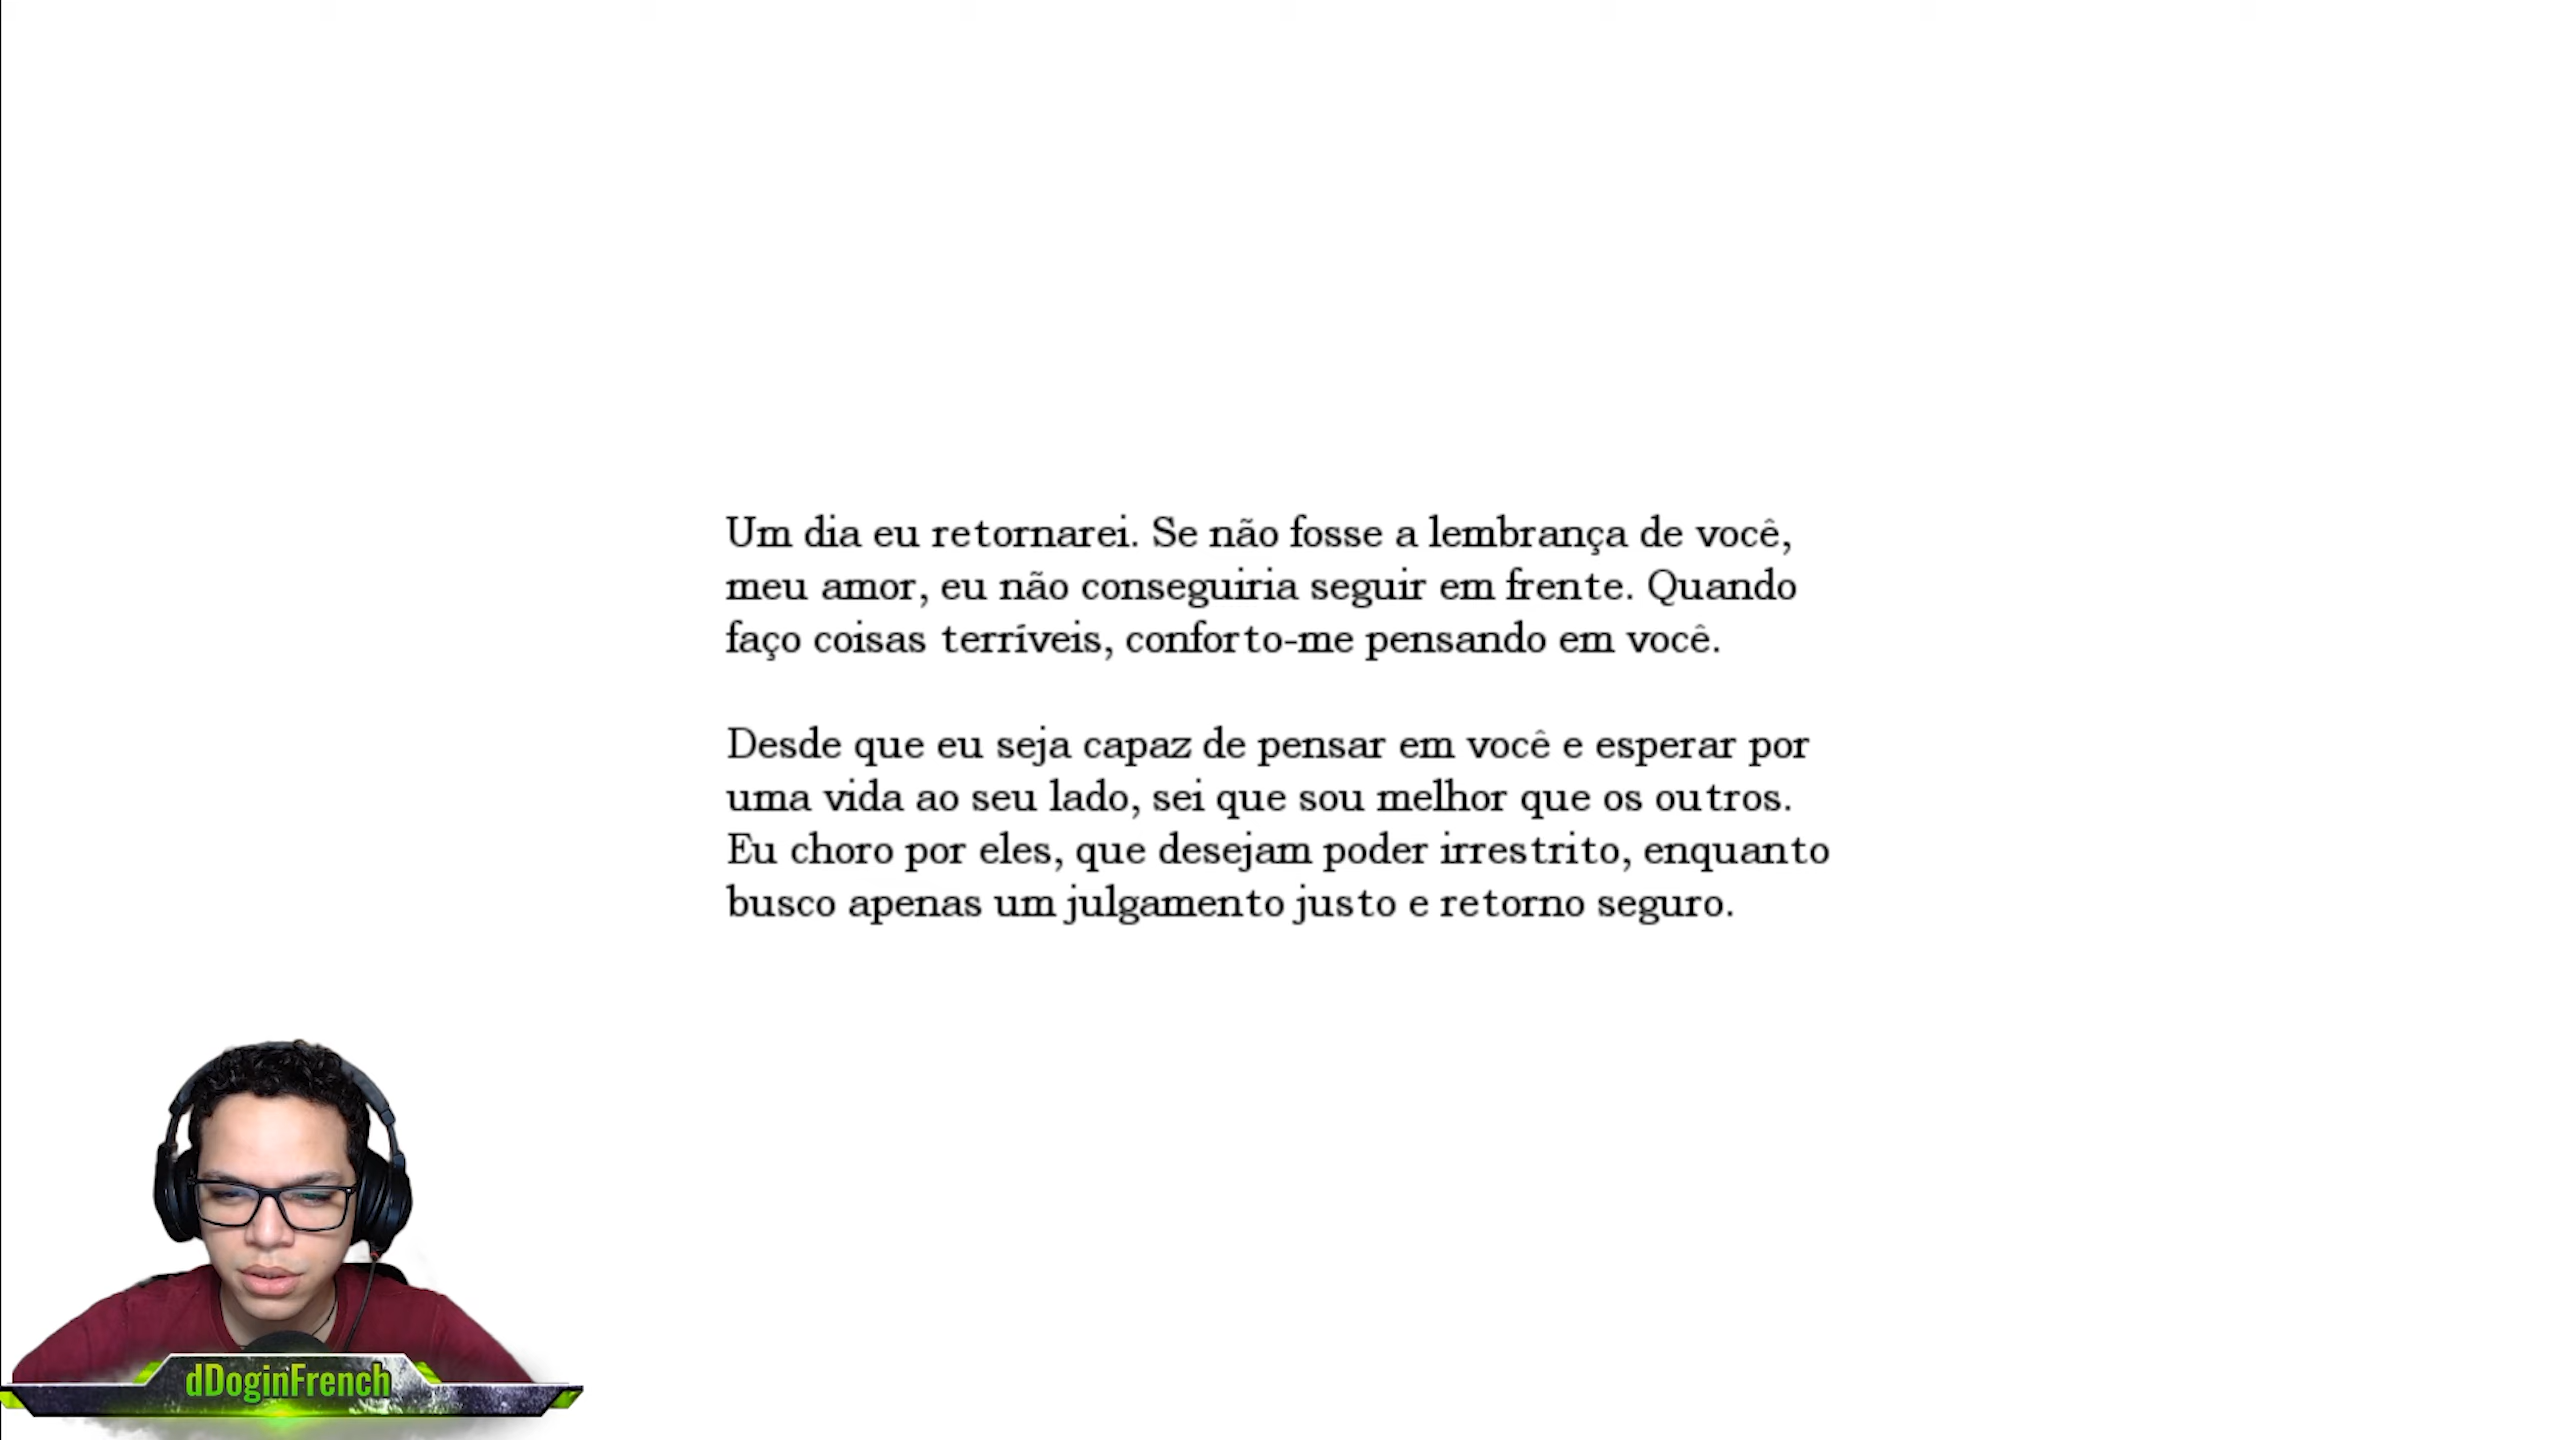 Um dia eu retornarei. Se não fosse a lembrança de você,
meu amor, eu não conseguiria seguir em frente. Quando
faço coisas terríveis, conforto-me pensando em você.
Desde que eu seja capaz de pensar em você e esperar por
uma vida ao seu lado, sei que sou melhor que os outros.
Eu choro por eles, que desejam poder irrestrito, enquanto
busco apenas um julgamento justo e retorno seguro.
dDoginFrench